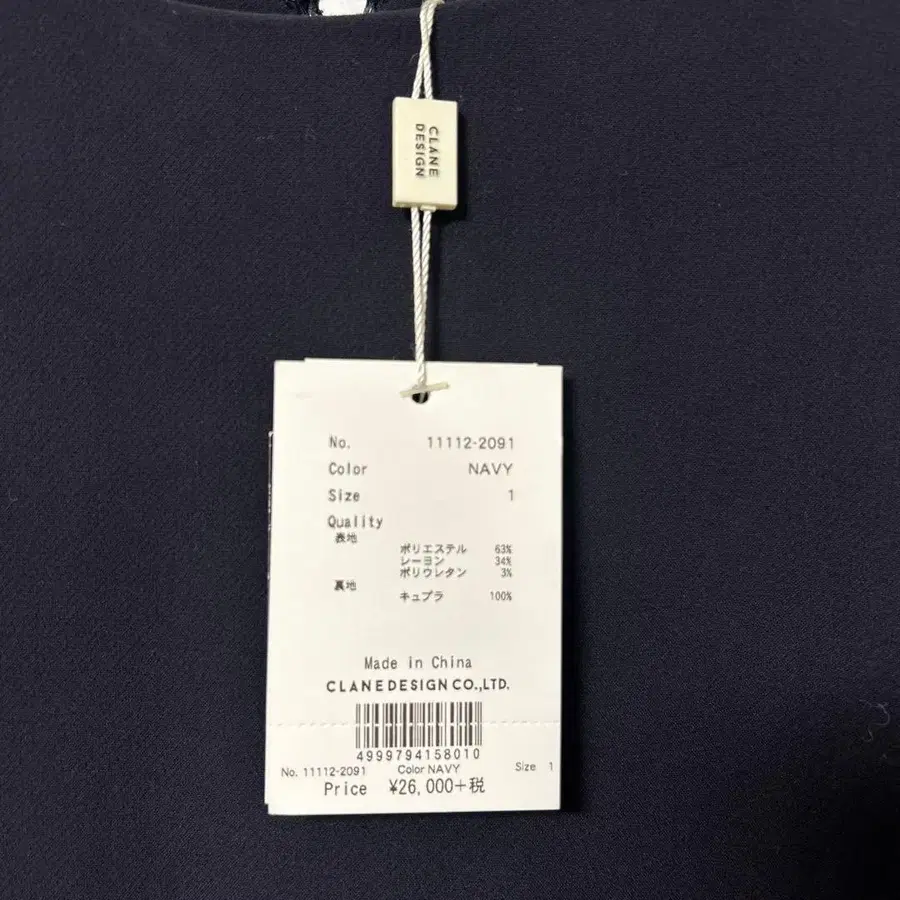 CLANE
DESIGN
No. 11112-2091
Color NAVY
Size 1
Quality
表地
ポリエステル 63%
レーヨン 34%
ポリウレタン 3%
裏地
キュプラ 100%
Made in China
CLANEDESIGN CO.,LTD.
4999794158010
No. 11112-2091 Color NAVY Size 1
Price ¥26,000+税